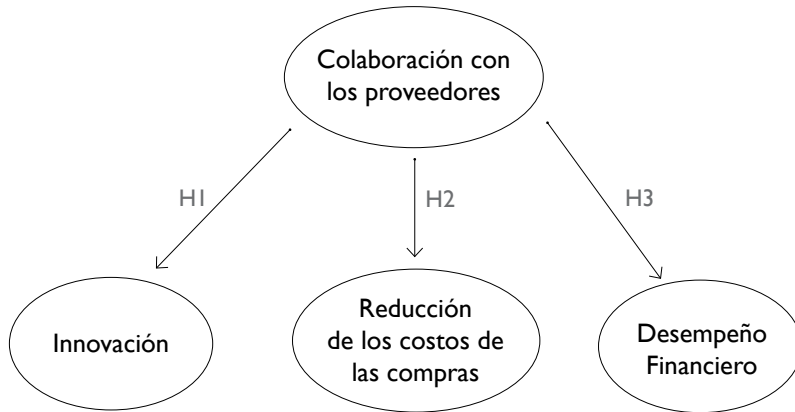 Colaboración con
los proveedores
H1
H2
H3
Innovación
Reducción
de los costos de
las compras
Desempeño
Financiero